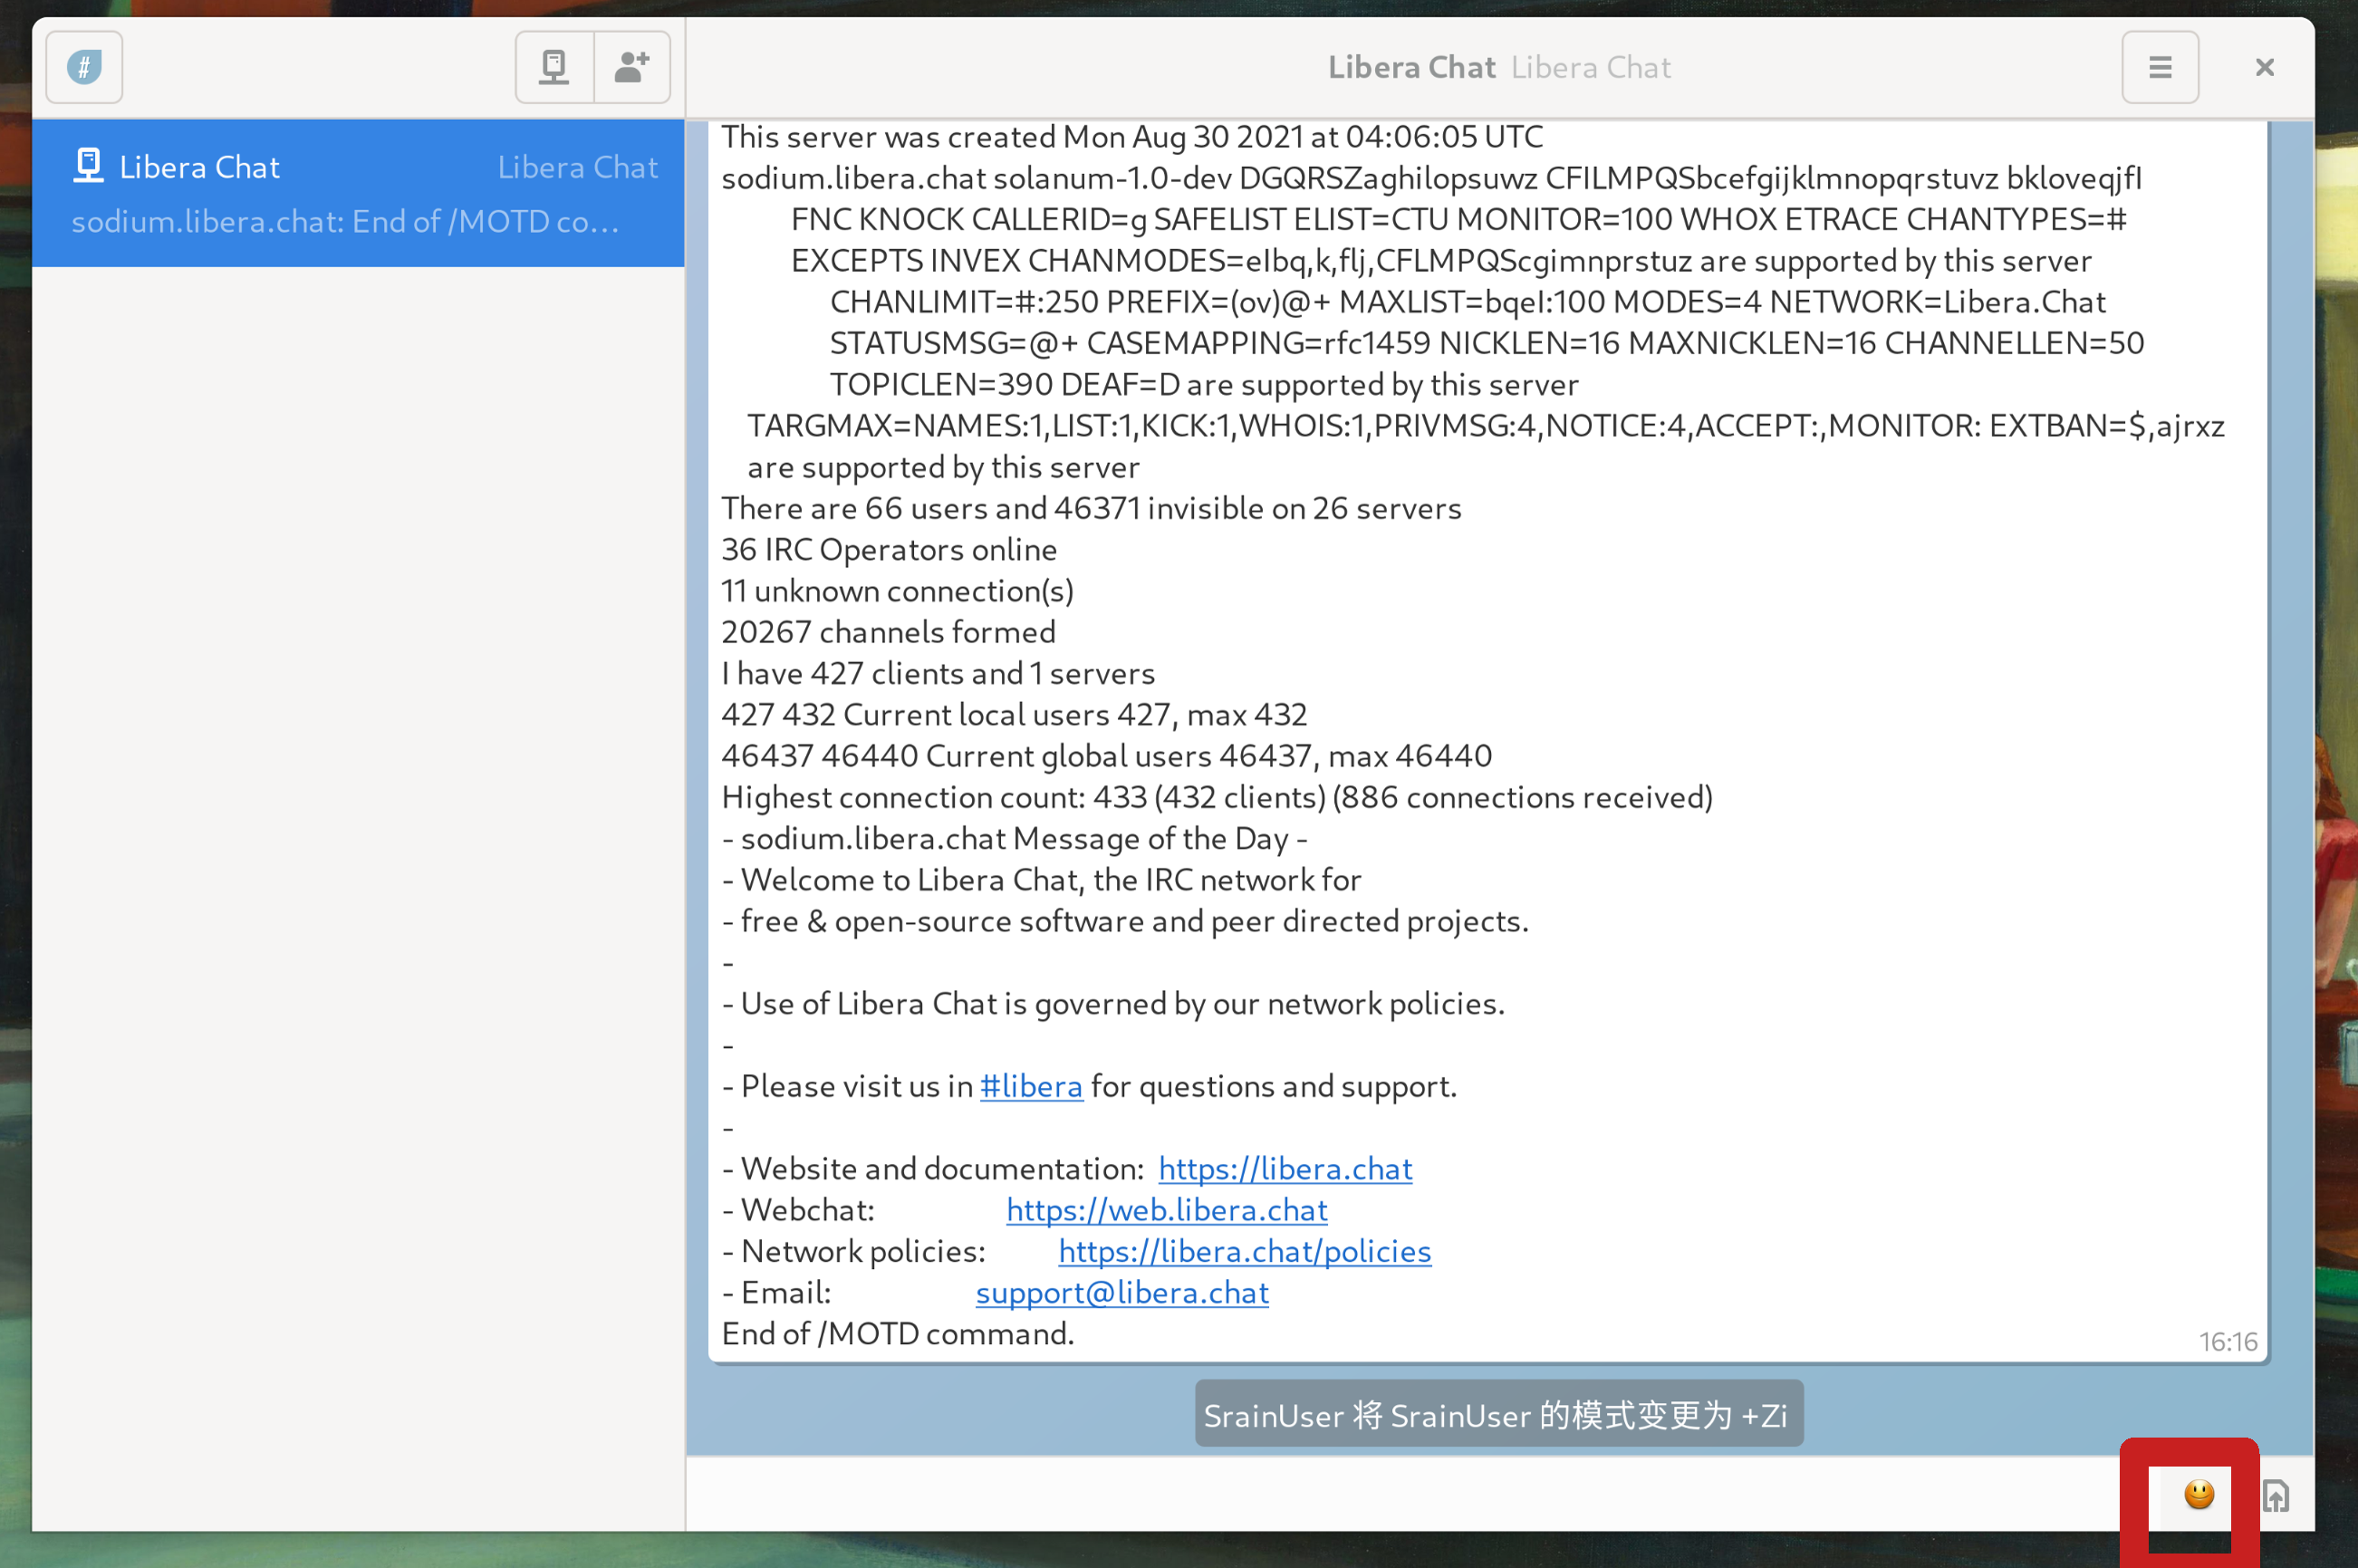 #
Libera Chat Libera Chat
Libera Chat Libera Chat
sodium.libera.chat: End of /MOTD co…
This server was created Mon Aug 30 2021 at 04:06:05 UTC
sodium.libera.chat solanum-1.0-dev DGQRSZaghilopsuwz CFILMPQSbcefgijklmnopqrstuvz bkloveqjfI
FNC KNOCK CALLERID=g SAFELIST ELIST=CTU MONITOR=100 WHOX ETRACE CHANTYPES=#
EXCEPTS INVEX CHANMODES=eIbq,k,flj,CFLMPQScgimnprstuz are supported by this server
CHANLIMIT=#:250 PREFIX=(ov)@+ MAXLIST=bqeI:100 MODES=4 NETWORK=Libera.Chat
STATUSMSG=@+ CASEMAPPING=rfc1459 NICKLEN=16 MAXNICKLEN=16 CHANNELLEN=50
TOPICLEN=390 DEAF=D are supported by this server
TARGMAX=NAMES:1,LIST:1,KICK:1,WHOIS:1,PRIVMSG:4,NOTICE:4,ACCEPT:,MONITOR: EXTBAN=$,ajrxz
are supported by this server
There are 66 users and 46371 invisible on 26 servers
36 IRC Operators online
11 unknown connection(s)
20267 channels formed
I have 427 clients and 1 servers
427 432 Current local users 427, max 432
46437 46440 Current global users 46437, max 46440
Highest connection count: 433 (432 clients) (886 connections received)
- sodium.libera.chat Message of the Day -
- Welcome to Libera Chat, the IRC network for
- free & open-source software and peer directed projects.
-
- Use of Libera Chat is governed by our network policies.
-
- Please visit us in #libera for questions and support.
-
- Website and documentation: https://libera.chat
- Webchat: https://web.libera.chat
- Network policies: https://libera.chat/policies
- Email: support@libera.chat
End of /MOTD command.
16:16
SrainUser 将 SrainUser 的模式变更为 +Zi